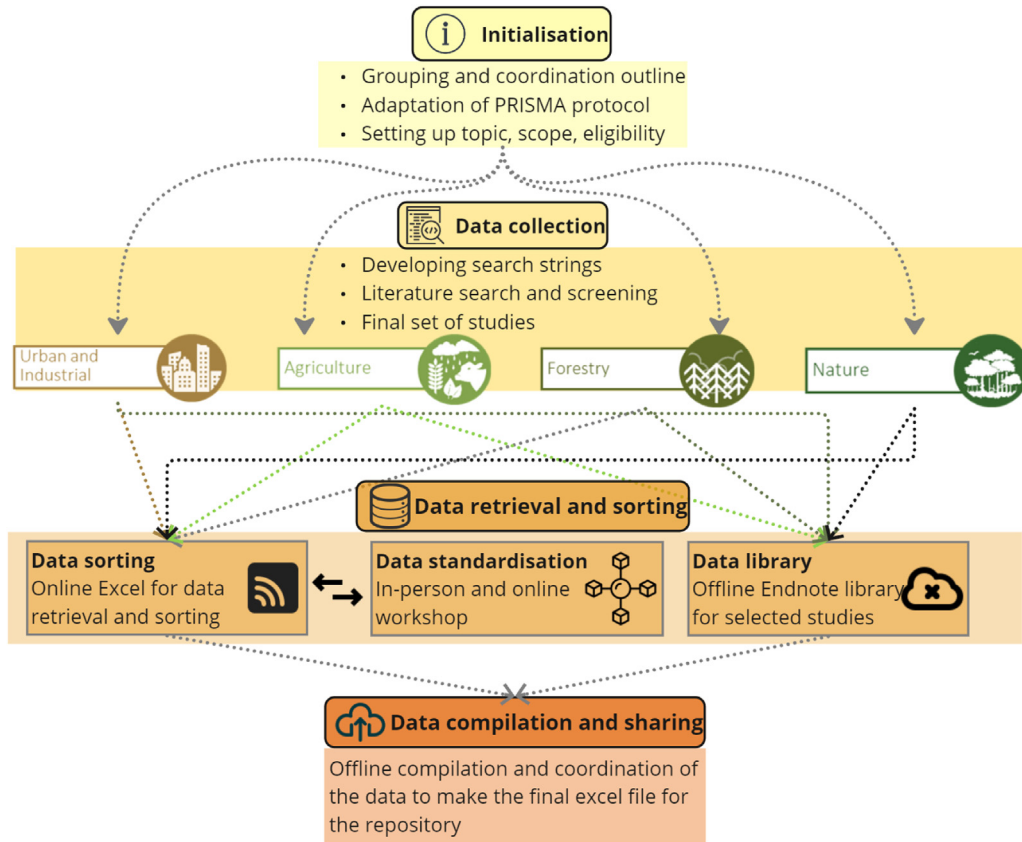 Initialisation
• Grouping and coordination outline
• Adaptation of PRISMA protocol
• Setting up topic, scope, eligibility
Data collection
• Developing search strings
• Literature search and screening
• Final set of studies
Urban and
Industrial
Agriculture
Forestry
Nature
Data retrieval and sorting
Data sorting
Online Excel for data
retrieval and sorting
Data standardisation
In-person and online
workshop
Data library
Offline Endnote library
for selected studies
Data compilation and sharing
Offline compilation and coordination of
the data to make the final excel file for
the repository